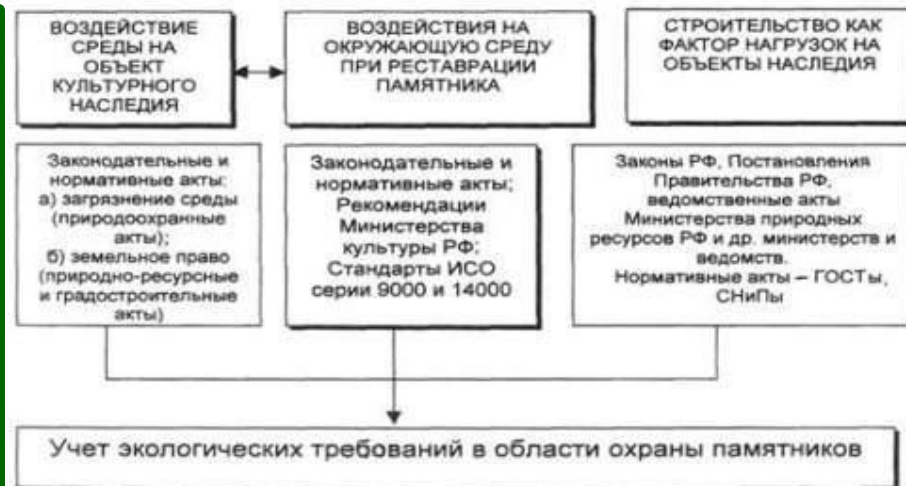 ВОЗДЕЙСТВИЕ
СРЕДЫ НА
ОБЪЕКТ
КУЛЬТУРНОГО
НАСЛЕДИЯ
ВОЗДЕЙСТВИЯ НА
ОКРУЖАЮЩУЮ СРЕДУ
ПРИ РЕСТАВРАЦИИ
ПАМЯТНИКА
СТРОИТЕЛЬСТВО КАК
ФАКТОР НАГРУЗОК НА
ОБЪЕКТЫ НАСЛЕДИЯ
Законодательные и
нормативные акты:
а) загрязнение среды
(природоохранные
акты);
б) земельное право
(природно-ресурсные
и градостроительные
акты)
Законодательные и
нормативные акты;
Рекомендации
Министерства
культуры РФ;
Стандарты ИСО
серии 9000 и 14000
Законы РФ, Постановления
Правительства РФ,
ведомственные акты
Министерства природных
ресурсов РФ и др. министерств и
ведомств.
Нормативные акты – ГОСТы,
СНиПы
Учет экологических требований в области охраны памятников